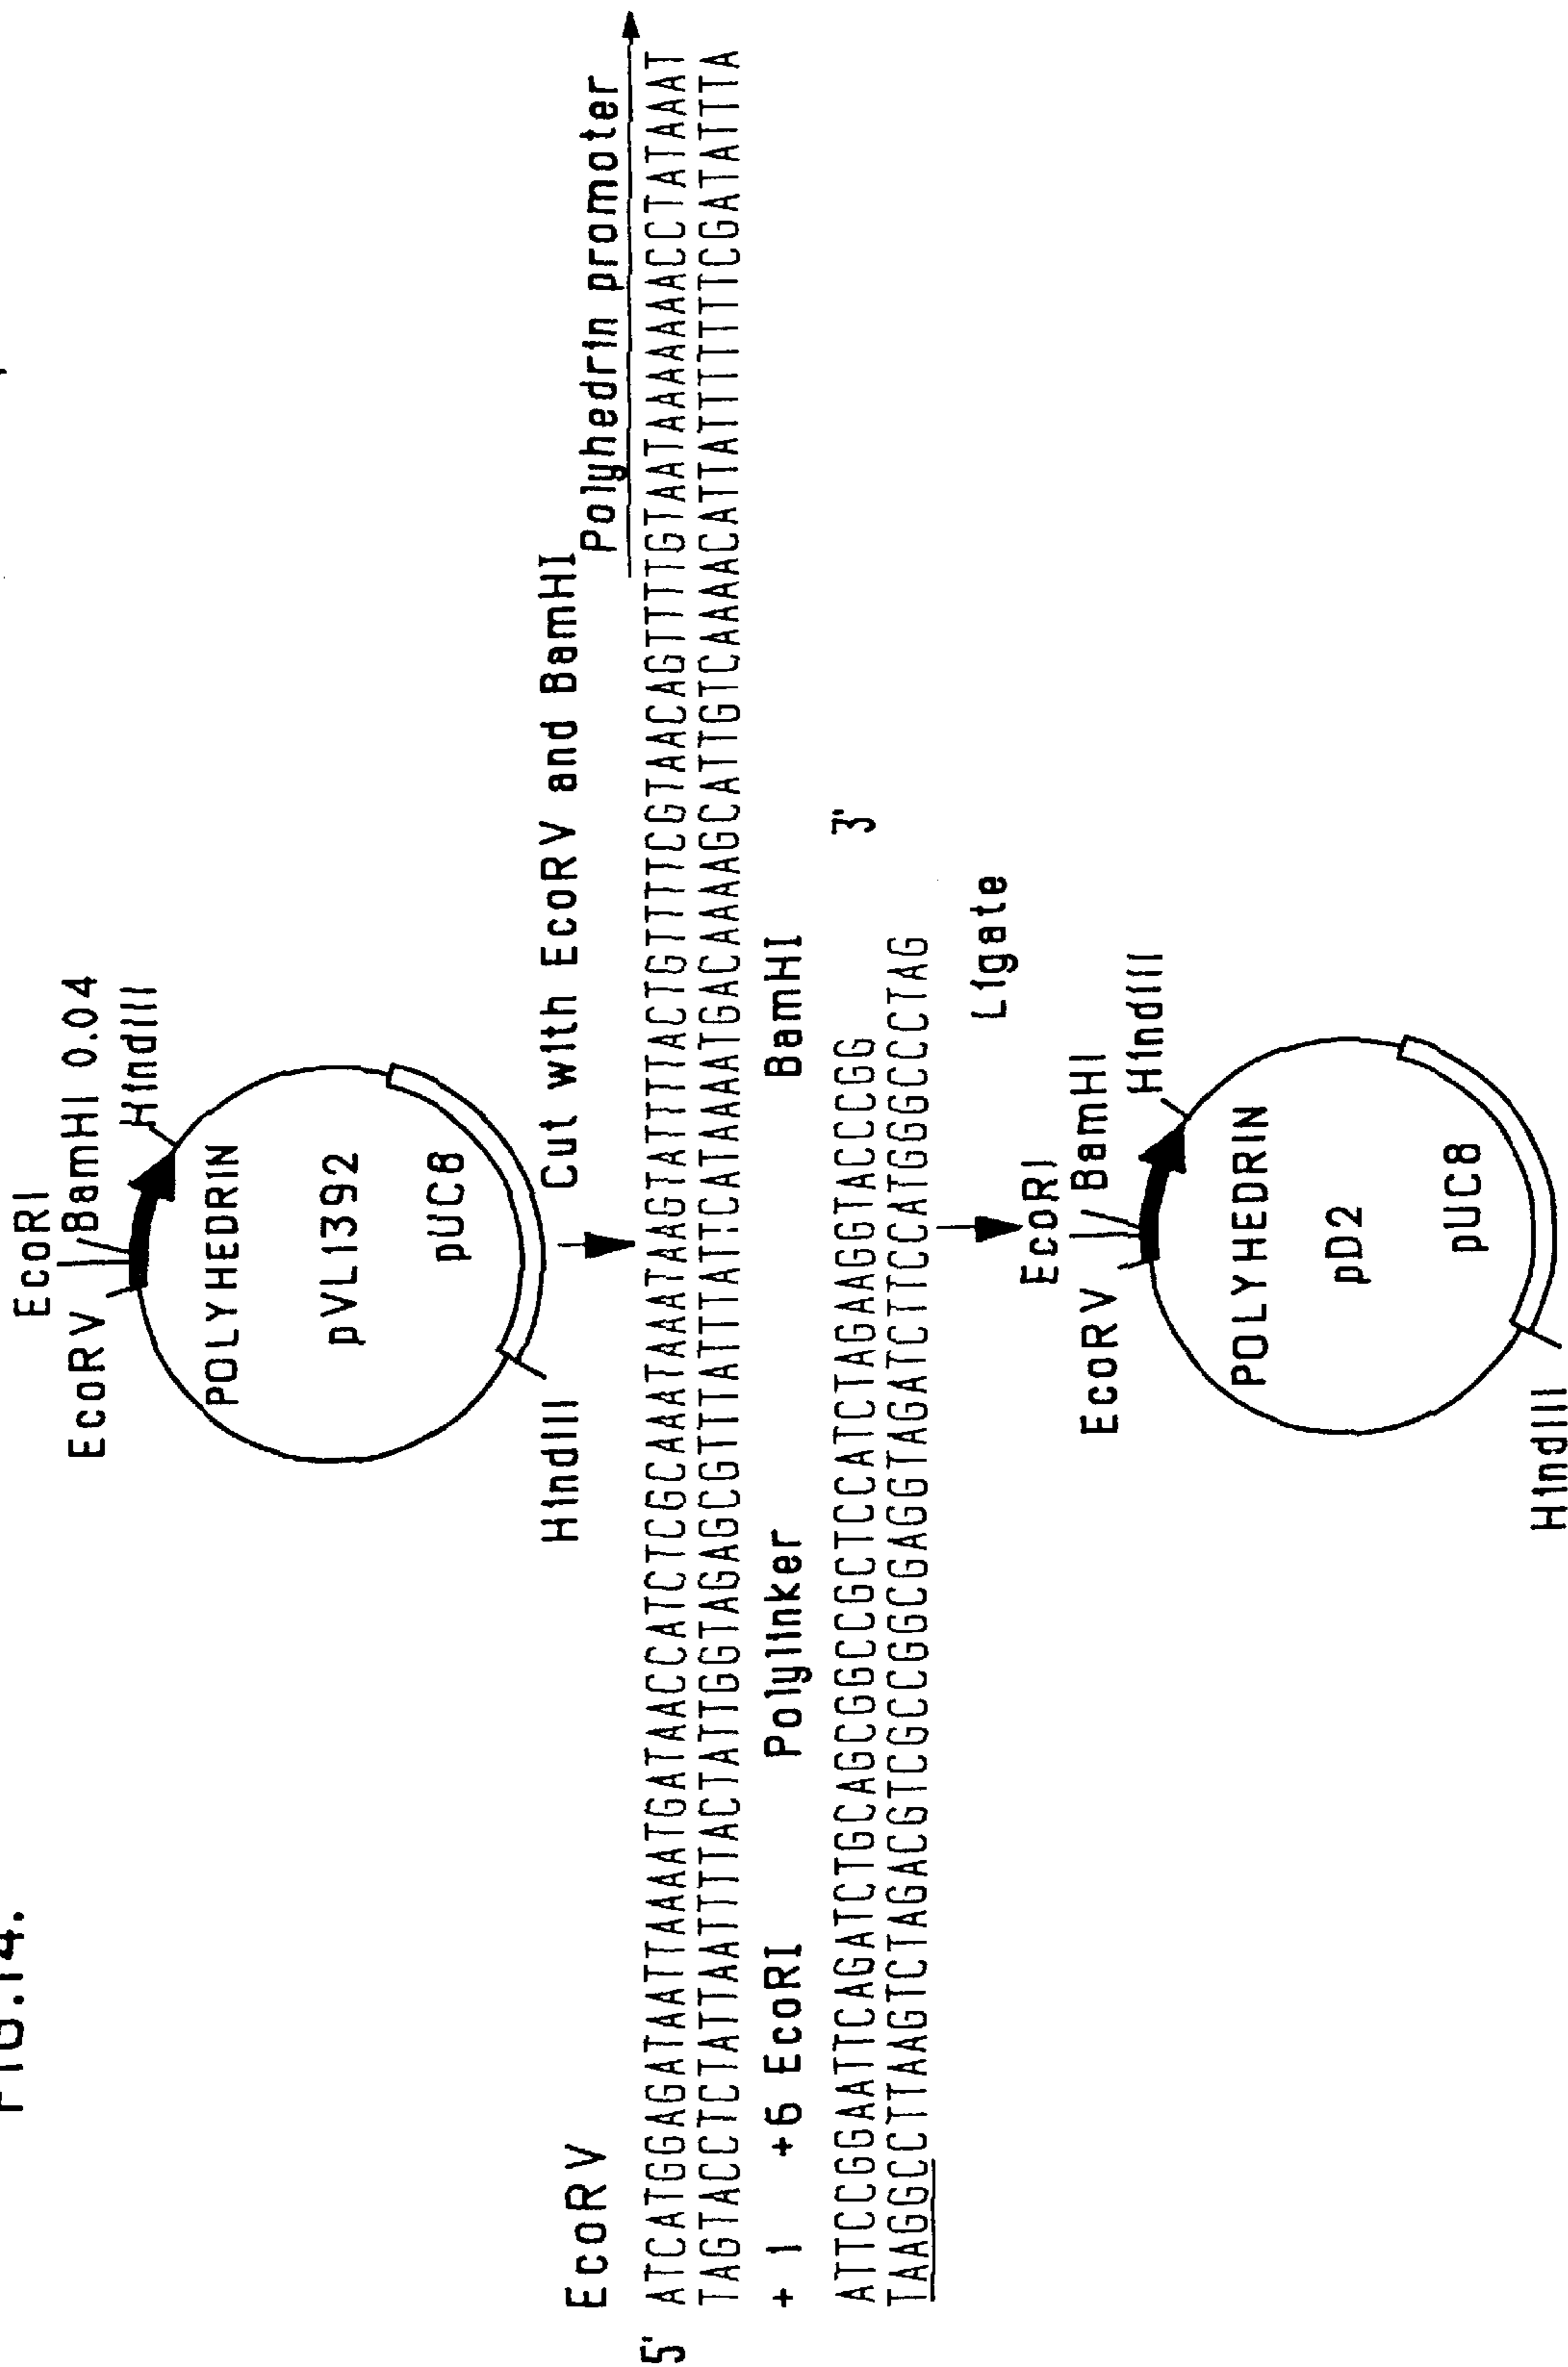 FIG.14.
EcoRI
EcoRV
BamHI 0.04
HindIII
POLYHEDRIN
pVL1392
pUC8
HindIII
Cut with EcoRV and BamHI
EcoRV
Polyhedrin promoter
5' ATCATGGAGATAATTAAAATGATAACCATCTCGCAAATAAATAAGTATTTTACTGTTTTCGTAACAGTTTTGTAATAAAAAAACCTATAAAT
TAGTACCTCTATTAATTTTACTATTGGTAGAGCGTTTATTTATTCATAAAATGACAAAAGCATTGTCAAAACATTATTTTTTTCGATATTTA
+ 1 +6 EcoRI Polylinker BamHI
ATTCCGGAATTCAGATCTGCAGCGGCCGCTCCATCTAGAAGGTACCCGG 3'
TAAGGCCTTAAGTCTAGACGTCGCCGGCGAGGTAGATCTTCCATGGGCCCTAG
Ligate
EcoRI
EcoRV
BamHI
HindIII
POLYHEDRIN
pD2
pUC8
HindIII